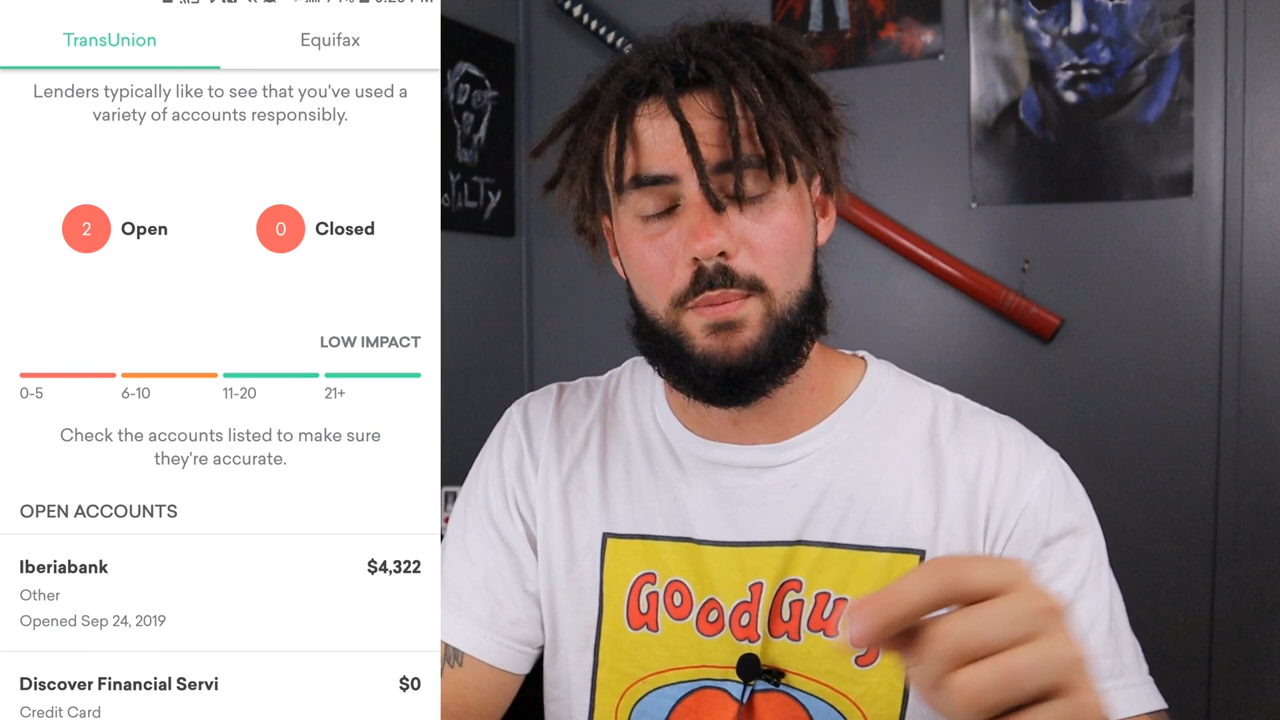 TransUnion
Equifax
Lenders typically like to see that you've used a
variety of accounts responsibly.
2 Open
0 Closed
LOW IMPACT
0-5
6-10
11-20
21+
Check the accounts listed to make sure
they're accurate.
OPEN ACCOUNTS
Iberiabank
$4,322
Other
Opened Sep 24, 2019
Discover Financial Servi
$0
Credit Card
Good Guys